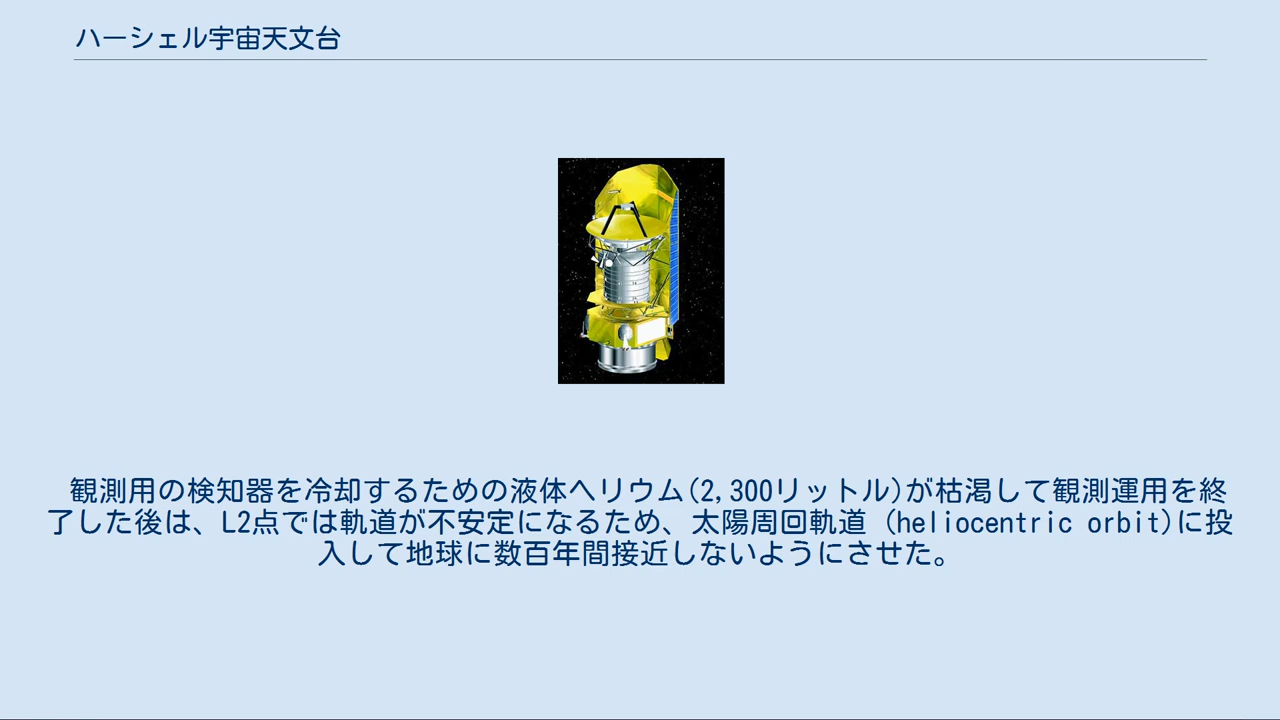 ハーシェル宇宙天文台
観測用の検知器を冷却するための液体ヘリウム(2,300リットル)が枯渇して観測運用を終
了した後は、L2点では軌道が不安定になるため、太陽周回軌道 (heliocentric orbit)に投
入して地球に数百年間接近しないようにさせた。